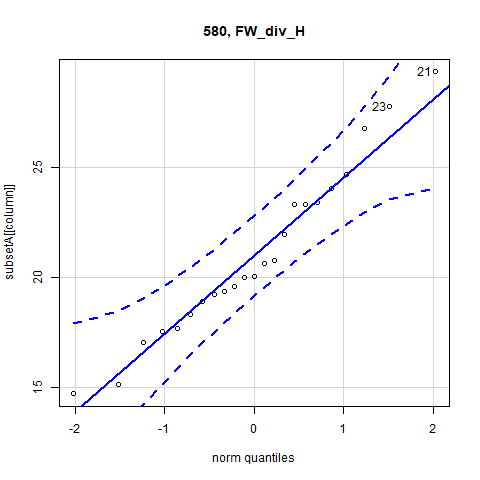 580, FW_div_H
21
23
25
20
15
subsetA[[column]]
-2 -1 0 1 2
norm quantiles